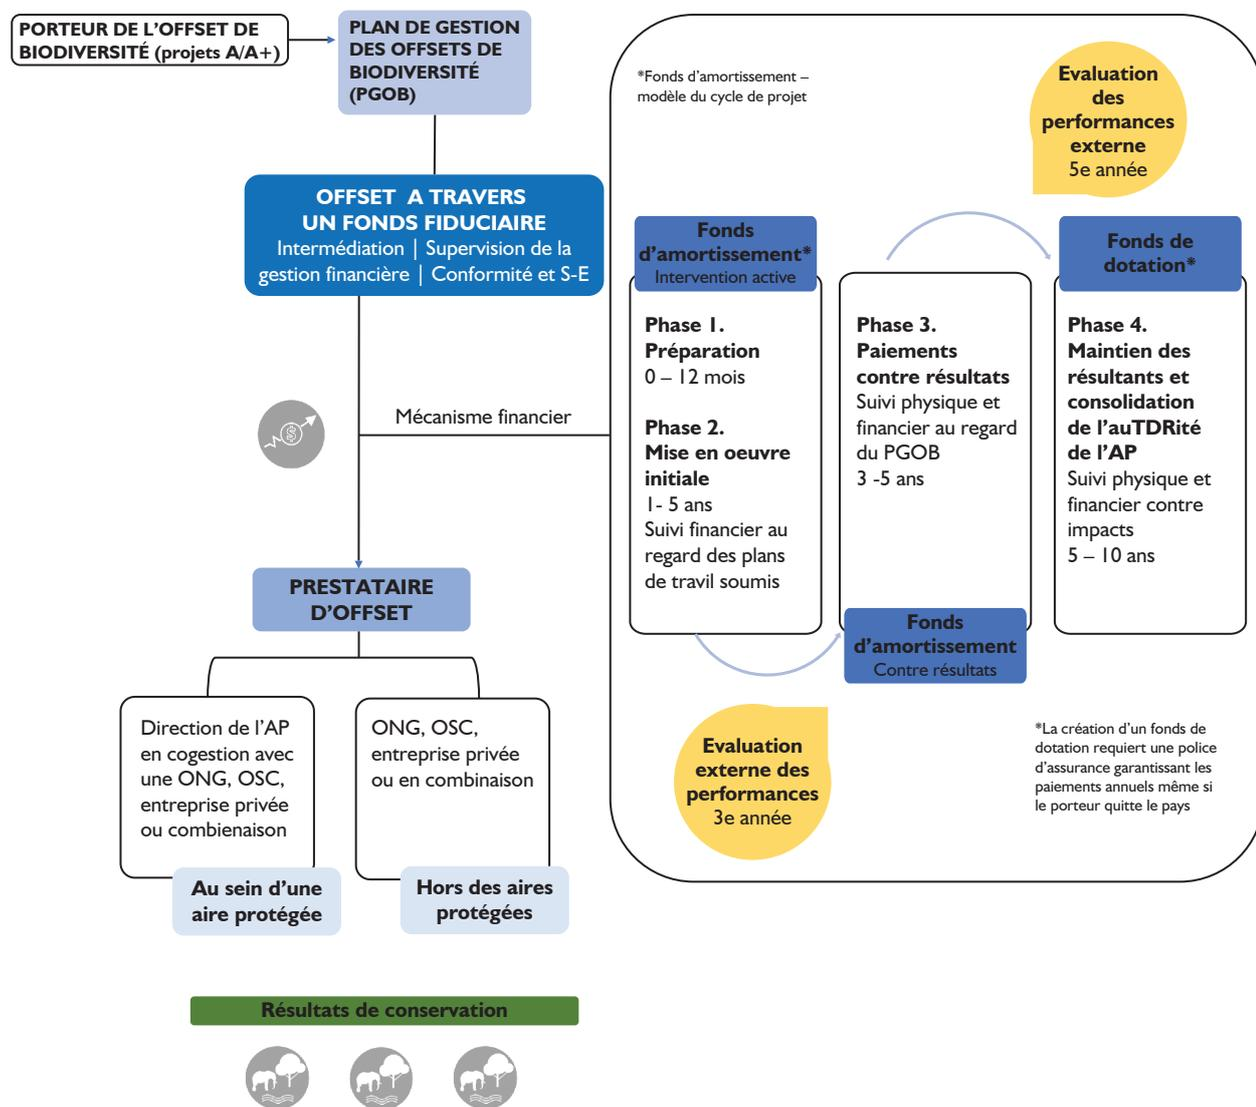 PORTEUR DE L'OFFSET DE
BIODIVERSITÉ (projets A/A+)
PLAN DE GESTION
DES OFFSETS DE
BIODIVERSITÉ
(PGOB)
OFFSET A TRAVERS
UN FONDS FIDUCIAIRE
Intermédiation | Supervision de la
gestion financière | Conformité et S-E
Mécanisme financier
$
PRESTATAIRE
D'OFFSET
Direction de l'AP
en cogestion avec
une ONG, OSC,
entreprise privée
ou combienaison
Au sein d'une
aire protégée
ONG, OSC,
entreprise privée
ou en combinaison
Hors des aires
protégées
Résultats de conservation
*Fonds d'amortissement –
modèle du cycle de projet
Evaluation
des
performances
externe
5e année
Fonds
d'amortissement*
Intervention active
Phase 1.
Préparation
0 – 12 mois
Phase 2.
Mise en oeuvre
initiale
1- 5 ans
Suivi financier au
regard des plans
de travil soumis
Phase 3.
Paiements
contre résultats
Suivi physique et
financier au regard
du PGOB
3 -5 ans
Fonds
d'amortissement
Contre résultats
Fonds de
dotation*
Phase 4.
Maintien des
résultants et
consolidation
de l'auTDRité
de l'AP
Suivi physique et
financier contre
impacts
5 – 10 ans
Evaluation
externe des
performances
3e année
*La création d'un fonds de
dotation requiert une police
d'assurance garantissant les
paiements annuels même si
le porteur quitte le pays